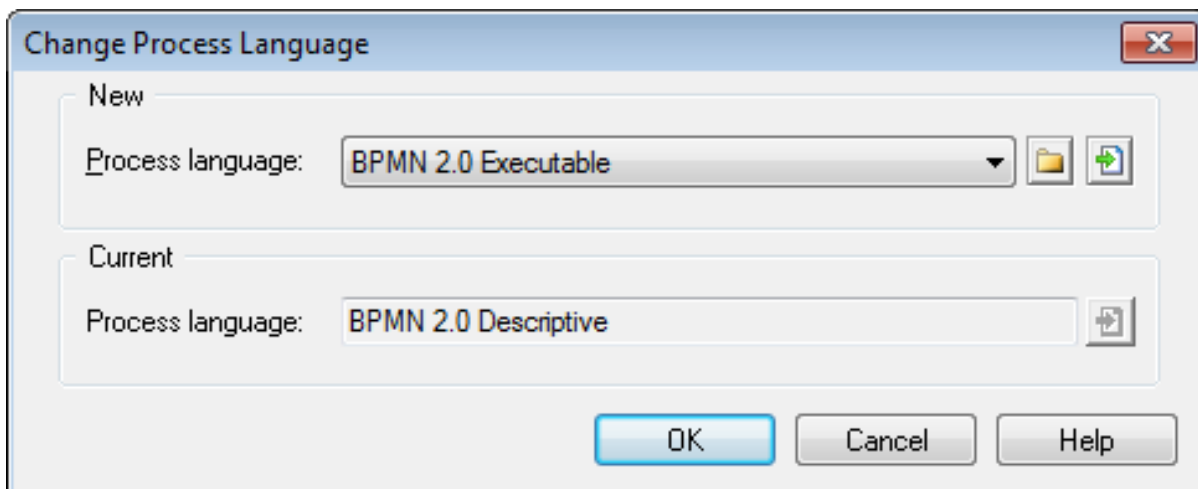 Change Process Language
New
Process language: BPMN 2.0 Executable
Current
Process language: BPMN 2.0 Descriptive
OK Cancel Help